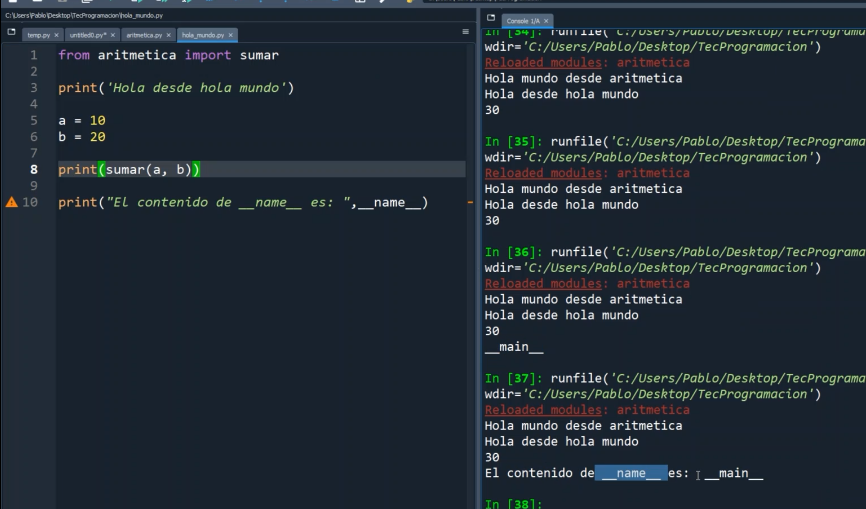 C:\Users\Pablo\Desktop\TecProgramacion\hola_mundo.py
temp.py × untitled0.py* × aritmetica.py × hola_mundo.py ×
1 from aritmetica import sumar
2
3 print('Hola desde hola mundo')
4
5 a = 10
6 b = 20
7
8 print(sumar(a, b))
9
10 print("El contenido de __name__ es: ",__name__)
Console 1/A ×
In [34]: runfile('C:/Users/Pablo/Desktop/TecPrograma
wdir='C:/Users/Pablo/Desktop/TecProgramacion')
Reloaded modules: aritmetica
Hola mundo desde aritmetica
Hola desde hola mundo
30
In [35]: runfile('C:/Users/Pablo/Desktop/TecPrograma
wdir='C:/Users/Pablo/Desktop/TecProgramacion')
Reloaded modules: aritmetica
Hola mundo desde aritmetica
Hola desde hola mundo
30
In [36]: runfile('C:/Users/Pablo/Desktop/TecPrograma
wdir='C:/Users/Pablo/Desktop/TecProgramacion')
Reloaded modules: aritmetica
Hola mundo desde aritmetica
Hola desde hola mundo
30
__main__
In [37]: runfile('C:/Users/Pablo/Desktop/TecPrograma
wdir='C:/Users/Pablo/Desktop/TecProgramacion')
Reloaded modules: aritmetica
Hola mundo desde aritmetica
Hola desde hola mundo
30
El contenido de __name__ es: __main__
In [38]: